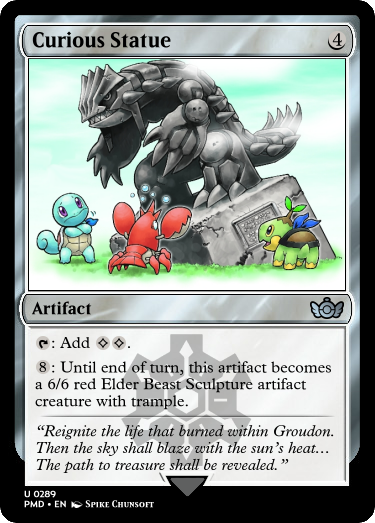 Curious Statue 4
Artifact
: Add .
8: Until end of turn, this artifact becomes
a 6/6 red Elder Beast Sculpture artifact
creature with trample.
“Reignite the life that burned within Groudon.
Then the sky shall blaze with the sun's heat…
The path to treasure shall be revealed.”
U 0289
PMD • EN Spike Chunsoft